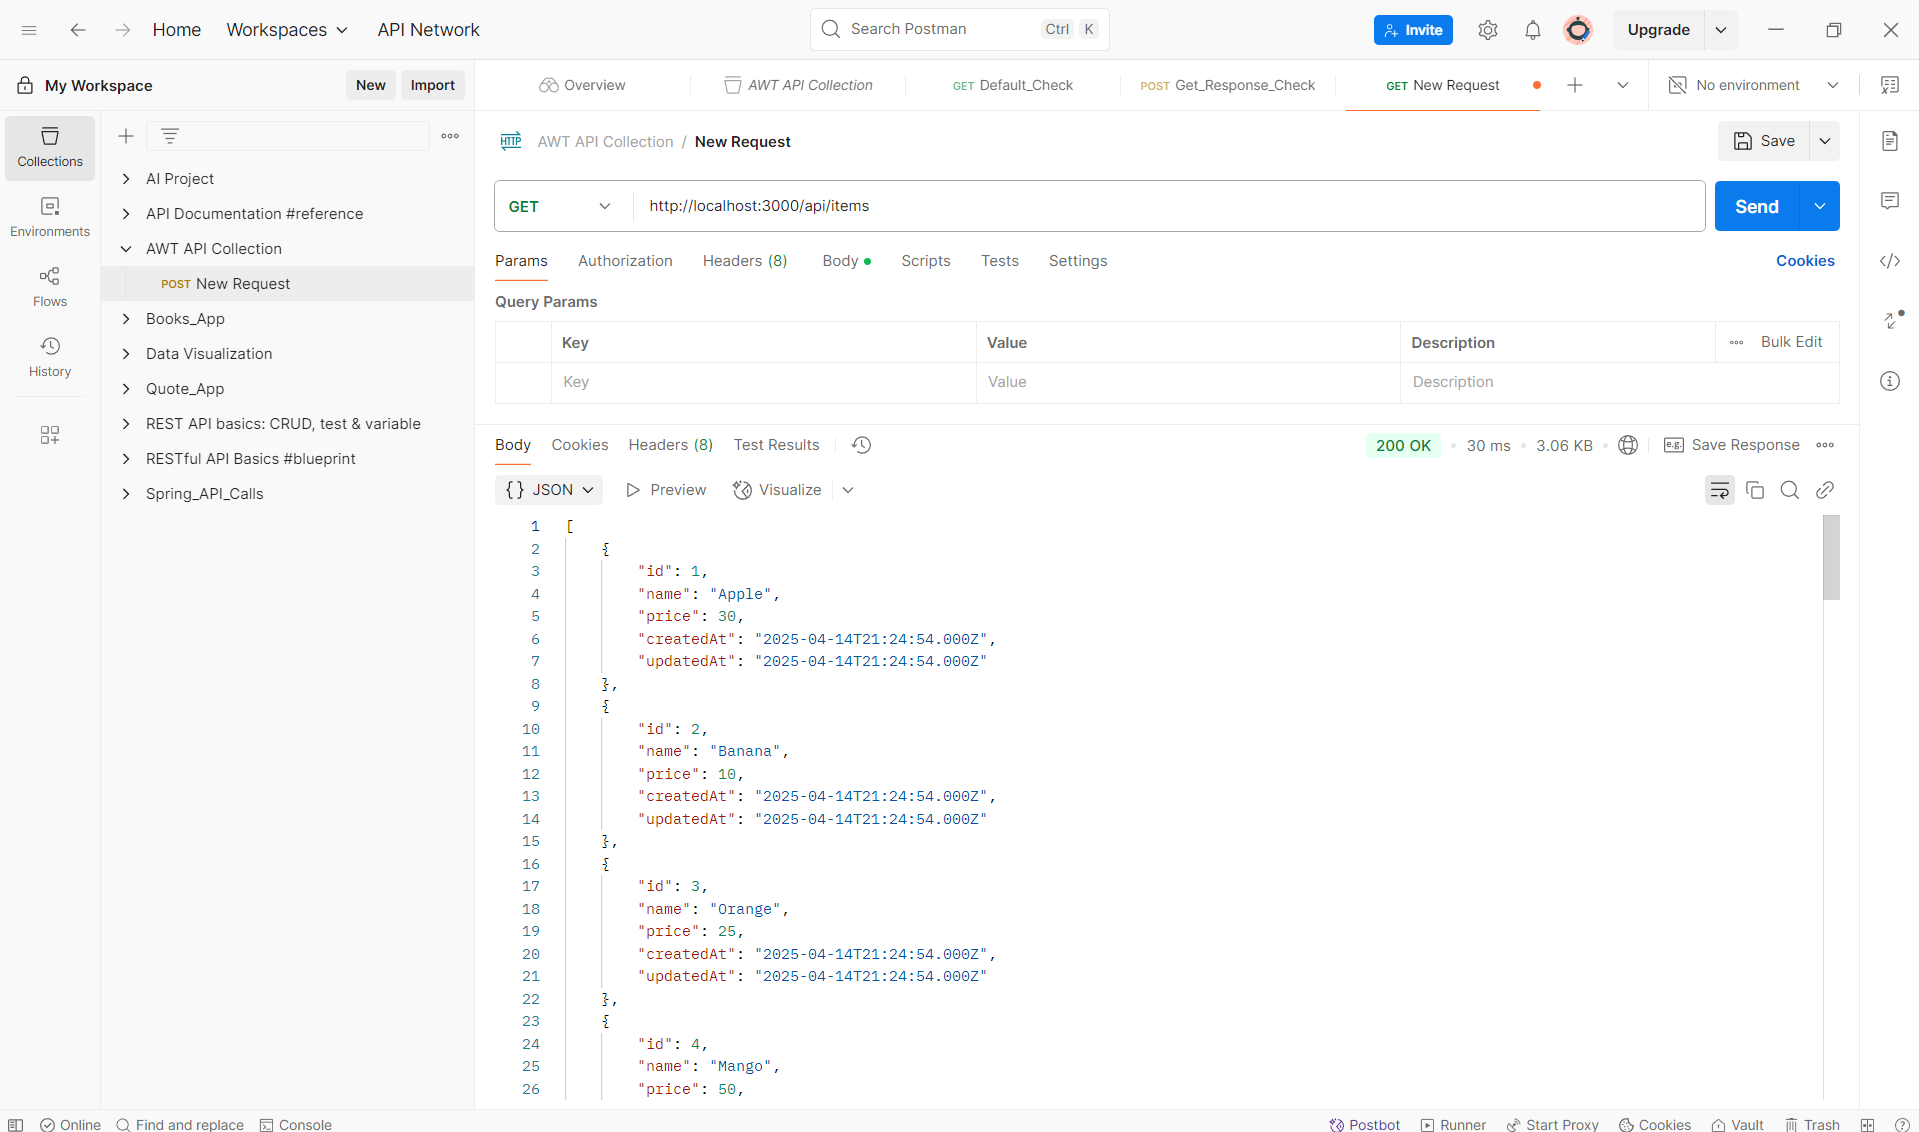 Home Workspaces API Network Search Postman Ctrl K Invite Upgrade
My Workspace New Import Overview AWT API Collection GET Default_Check POST Get_Response_Check GET New Request No environment
Collections
Environments
Flows
History
AI Project
API Documentation #reference
AWT API Collection
POST New Request
Books_App
Data Visualization
Quote_App
REST API basics: CRUD, test & variable
RESTful API Basics #blueprint
Spring_API_Calls
HTTP AWT API Collection / New Request Save
GET http://localhost:3000/api/items Send
Params Authorization Headers (8) Body Scripts Tests Settings Cookies
Query Params
Key Value Description Bulk Edit
Key Value Description
Body Cookies Headers (8) Test Results 200 OK 30 ms 3.06 KB e.g. Save Response
{} JSON Preview Visualize
1 [
2 {
3 "id": 1,
4 "name": "Apple",
5 "price": 30,
6 "createdAt": "2025-04-14T21:24:54.000Z",
7 "updatedAt": "2025-04-14T21:24:54.000Z"
8 },
9 {
10 "id": 2,
11 "name": "Banana",
12 "price": 10,
13 "createdAt": "2025-04-14T21:24:54.000Z",
14 "updatedAt": "2025-04-14T21:24:54.000Z"
15 },
16 {
17 "id": 3,
18 "name": "Orange",
19 "price": 25,
20 "createdAt": "2025-04-14T21:24:54.000Z",
21 "updatedAt": "2025-04-14T21:24:54.000Z"
22 },
23 {
24 "id": 4,
25 "name": "Mango",
26 "price": 50,
Online Find and replace Console Postbot Runner Start Proxy Cookies Vault Trash